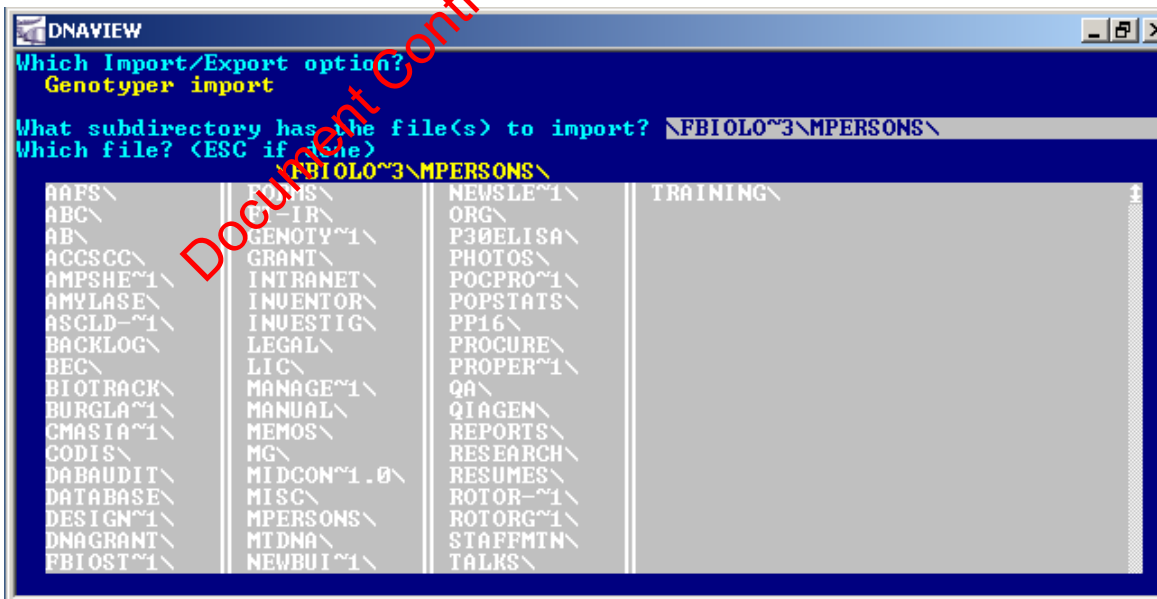 DNAVIEW
Which Import/Export option?
Genotyper import
What subdirectory has the file(s) to import? \FBIOLO~3\MPERSONS\
Which file? (ESC if done)
\FBIOLO~3\MPERSONS\
AAFS\ NEWSLE~1\ TRAINING\
ABC\ FT-IR\ ORG\
AB\ GENOTY~1\ P30ELISA\
ACCSCC\ GRANT\ PHOTOS\
AMPSHE~1\ INTRANET\ POCPRO~1\
AMYLASE\ INVENTOR\ POPSTATS\
ASCLD-~1\ INVESTIG\ PP16\
BACKLOG\ LEGAL\ PROCURE\
BEC\ LIC\ PROPER~1\
BIOTRACK\ MANAGE~1\ QA\
BURGLA~1\ MANUAL\ QIAGEN\
CMASIA~1\ MEMOS\ REPORTS\
CODIS\ MG\ RESEARCH\
DABAUDIT\ MIDCON~1.0\ RESUMES\
DATABASE\ MISC\ ROTOR-~1\
DESIGN~1\ MPERSONS\ ROTORG~1\
DNAGRANT\ MTDNA\ STAFFMTN\
FBIOST~1\ NEWBUI~1\ TALKS\
Document